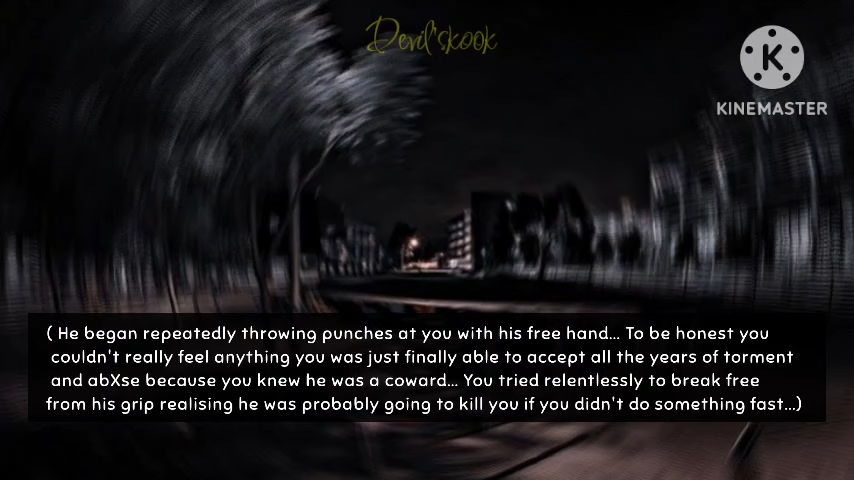 Devil'skook
K
KINEMASTER
( He began repeatedly throwing punches at you with his free hand... To be honest you
couldn't really feel anything you was just finally able to accept all the years of torment
and abXse because you knew he was a coward... You tried relentlessly to break free
from his grip realising he was probably going to kill you if you didn't do something fast...)